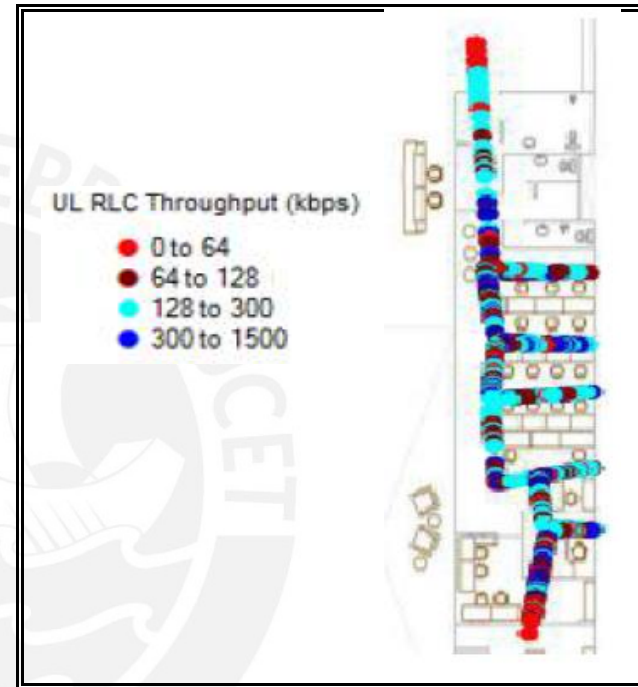 UL RLC Throughput (kbps)
0 to 64
64 to 128
128 to 300
300 to 1500